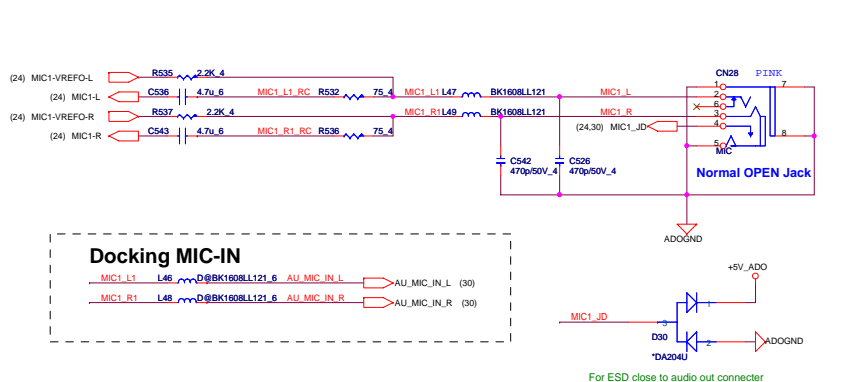 CN28 PINK
(24) MIC1-VREFO-L R535 2.2K_4
1 7
(24) MIC1-L C536 4.7u_6 MIC1_L1_RC R532 75_4 MIC1_L1 L47 BK1608LL121 MIC1_L 2
6
(24) MIC1-VREFO-R R537 2.2K_4 MIC1_R1 L49 BK1608LL121 MIC1_R 3
(24,30) MIC1_JD 4
(24) MIC1-R C543 4.7u_6 MIC1_R1_RC R536 75_4
8
5
MIC
C542 C526
470p/50V_4 470p/50V_4
Normal OPEN Jack
ADOGND
Docking MIC-IN
MIC1_L1 L46 D@BK1608LL121_6 AU_MIC_IN_L AU_MIC_IN_L (30)
MIC1_R1 L48 D@BK1608LL121_6 AU_MIC_IN_R AU_MIC_IN_R (30)
+5V_ADO
1
MIC1_JD 3
D30 2 ADOGND
*DA204U
For ESD close to audio out connecter